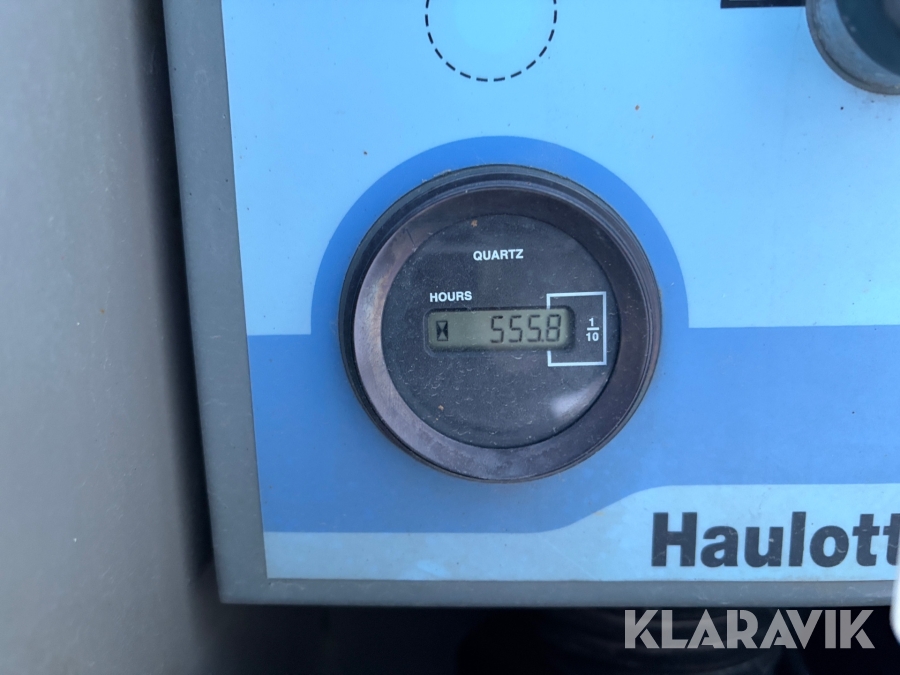 QUARTZ
HOURS
555.8
1
10
Haulott
KLARAVIK